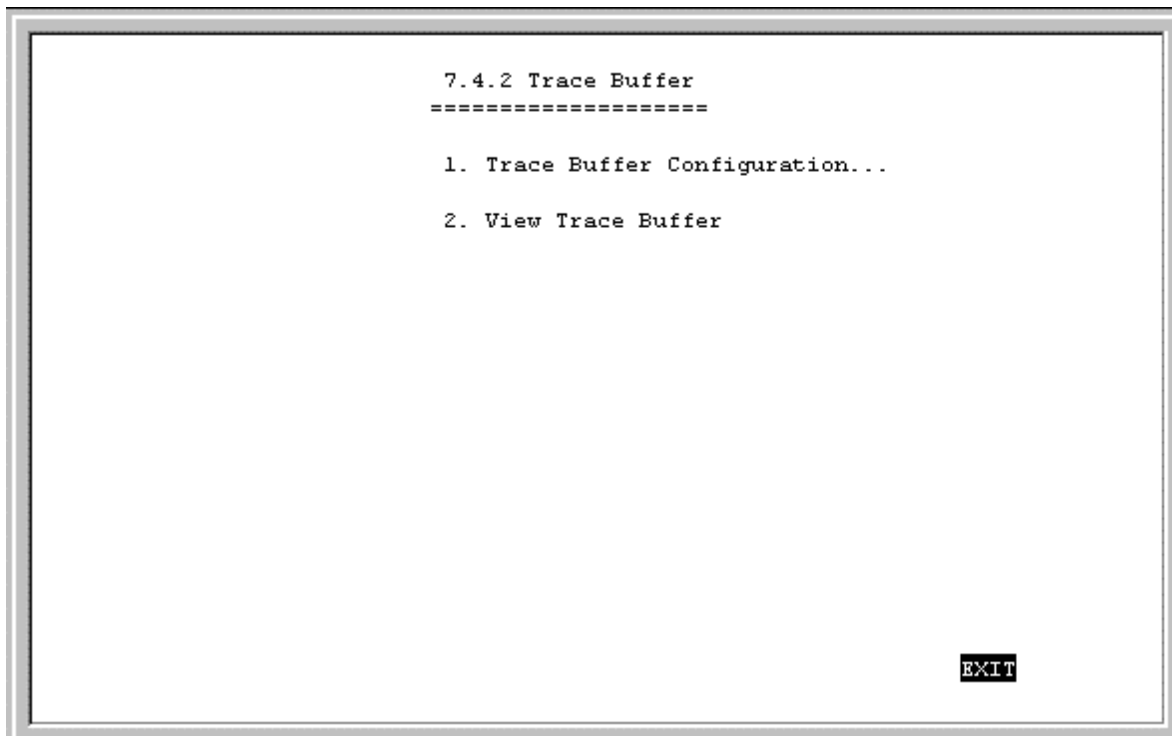 7.4.2 Trace Buffer
====================
1. Trace Buffer Configuration...
2. View Trace Buffer
EXIT